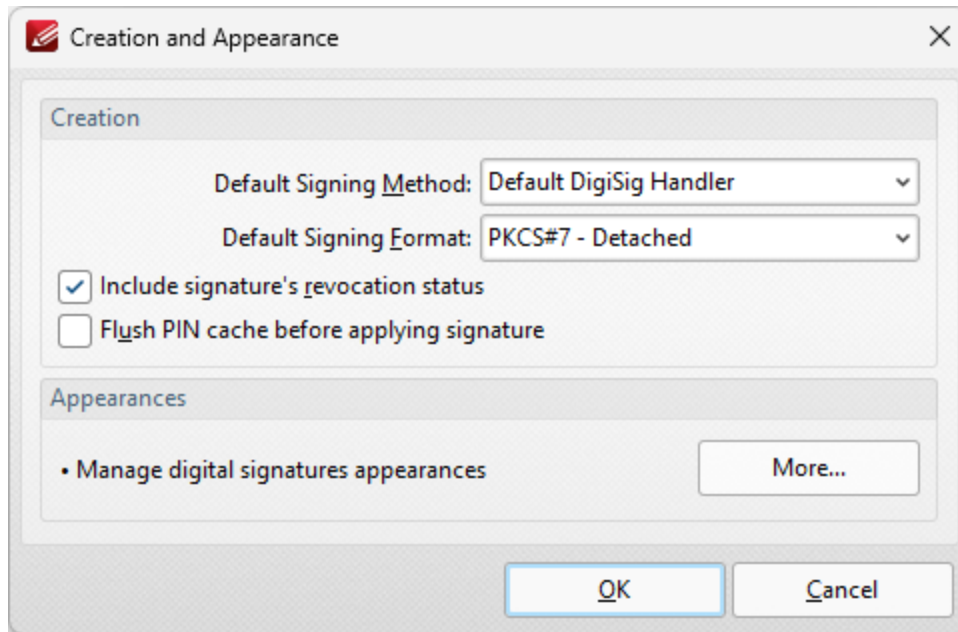 Creation and Appearance
Creation
Default Signing Method: Default DigiSig Handler
Default Signing Format: PKCS#7 - Detached
Include signature's revocation status
Flush PIN cache before applying signature
Appearances
• Manage digital signatures appearances More...
OK Cancel